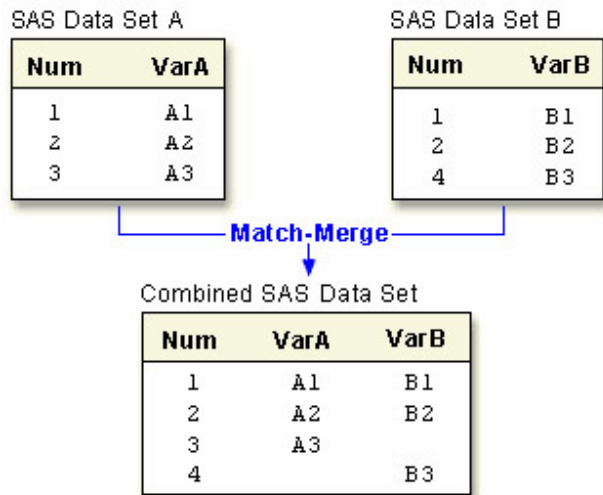 SAS Data Set A
Num VarA
1 A1
2 A2
3 A3
SAS Data Set B
Num VarB
1 B1
2 B2
4 B3
Match-Merge
Combined SAS Data Set
Num VarA VarB
1 A1 B1
2 A2 B2
3 A3
4 B3